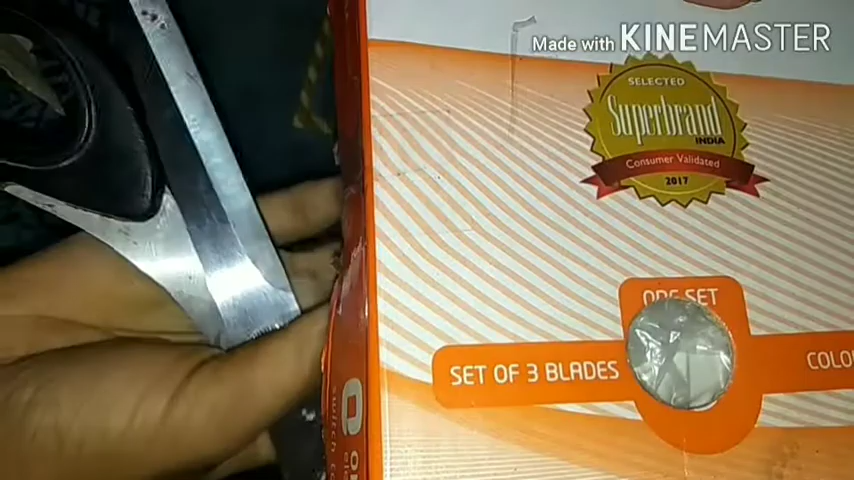 Made with KINEMASTER
SELECTED
Superbrand
INDIA
CONSUMER VALIDATED
2017
ONE SET
SET OF 3 BLADES
COLO